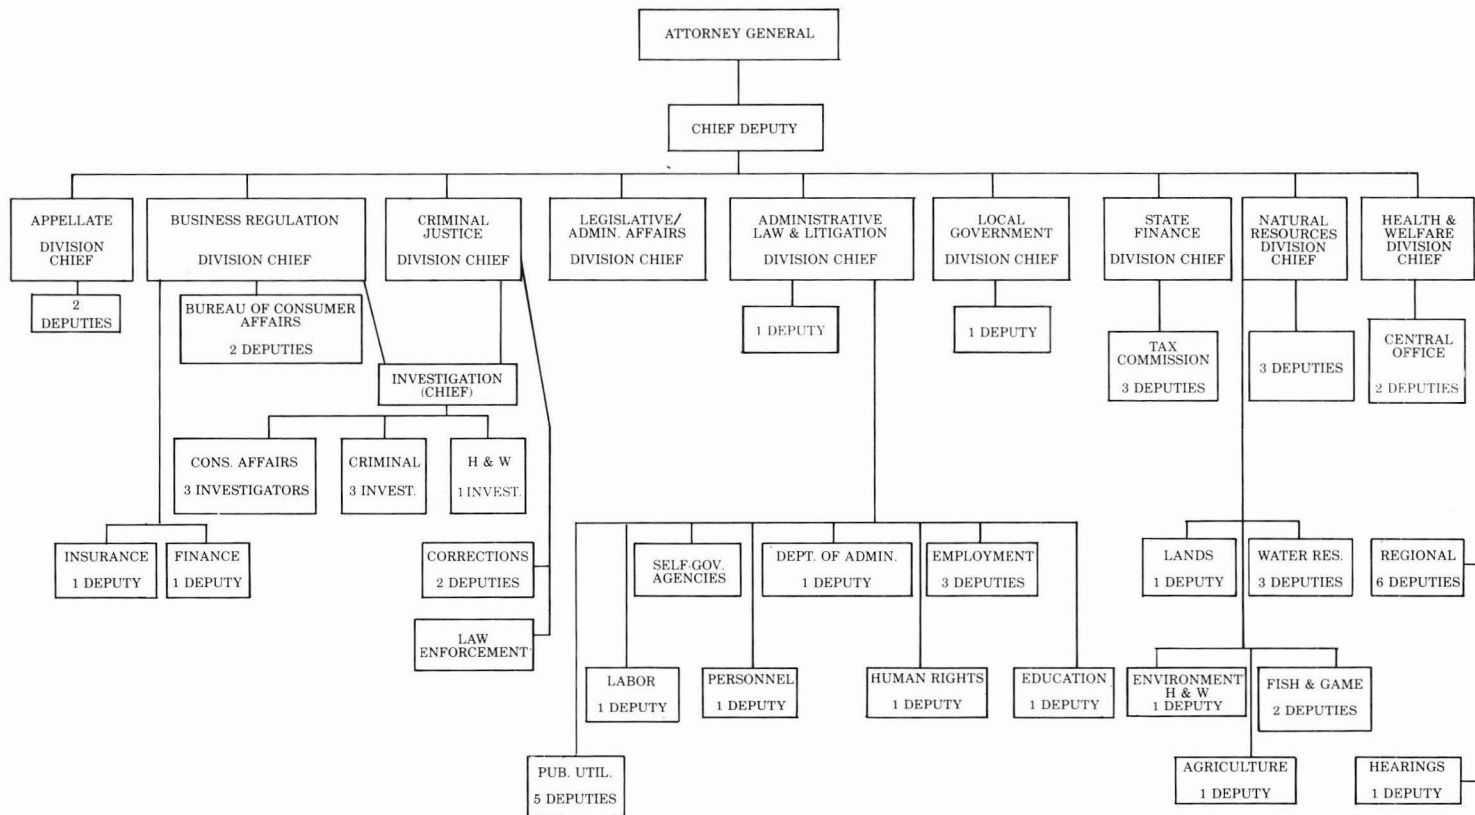 ATTORNEY GENERAL
CHIEF DEPUTY
APPELLATE
DIVISION
CHIEF
BUSINESS REGULATION
DIVISION CHIEF
CRIMINAL
JUSTICE
DIVISION CHIEF
LEGISLATIVE/
ADMIN. AFFAIRS
DIVISION CHIEF
ADMINISTRATIVE
LAW & LITIGATION
DIVISION CHIEF
LOCAL
GOVERNMENT
DIVISION CHIEF
STATE
FINANCE
DIVISION CHIEF
NATURAL
RESOURCES
DIVISION
CHIEF
HEALTH &
WELFARE
DIVISION
CHIEF
2
DEPUTIES
BUREAU OF CONSUMER
AFFAIRS
2 DEPUTIES
1 DEPUTY
1 DEPUTY
TAX
COMMISSION
3 DEPUTIES
3 DEPUTIES
CENTRAL
OFFICE
2 DEPUTIES
INVESTIGATION
(CHIEF)
CONS. AFFAIRS
3 INVESTIGATORS
CRIMINAL
3 INVEST.
H & W
1 INVEST.
INSURANCE
1 DEPUTY
FINANCE
1 DEPUTY
CORRECTIONS
2 DEPUTIES
SELF-GOV.
AGENCIES
DEPT. OF ADMIN.
1 DEPUTY
EMPLOYMENT
3 DEPUTIES
LANDS
1 DEPUTY
WATER RES.
3 DEPUTIES
REGIONAL
6 DEPUTIES
LAW
ENFORCEMENT
LABOR
1 DEPUTY
PERSONNEL
1 DEPUTY
HUMAN RIGHTS
1 DEPUTY
EDUCATION
1 DEPUTY
ENVIRONMENT
H & W
1 DEPUTY
FISH & GAME
2 DEPUTIES
PUB. UTIL.
5 DEPUTIES
AGRICULTURE
1 DEPUTY
HEARINGS
1 DEPUTY